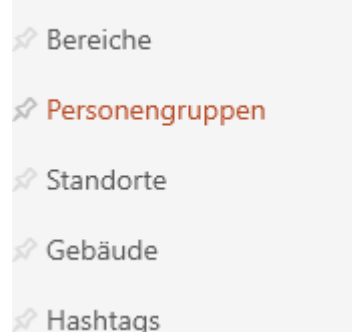 Bereiche
Personengruppen
Standorte
Gebäude
Hashtags